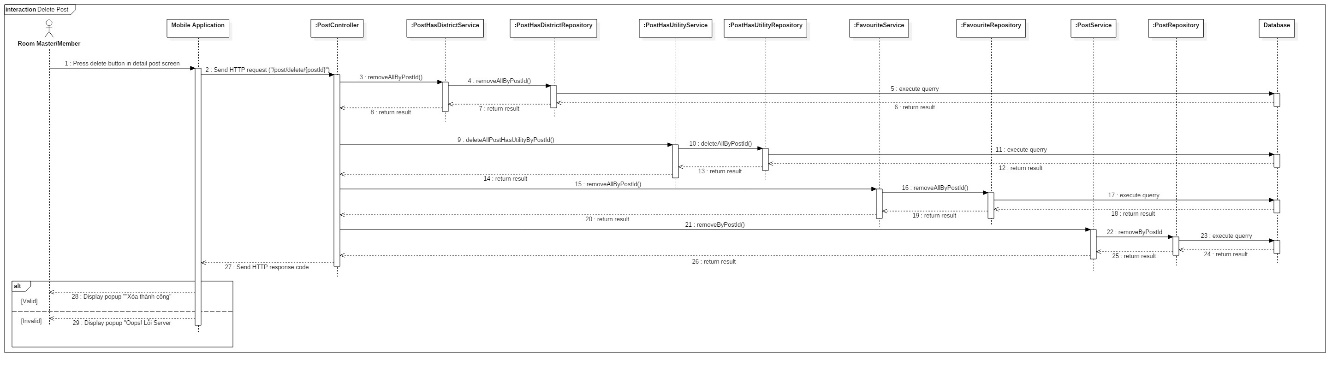 interaction Delete Post
Room Master/Member
Mobile Application
:PostController
:PostHasDistrictService
:PostHasDistrictRepository
:PostHasUtilityService
:PostHasUtilityRepository
:FavouriteService
:FavouriteRepository
:PostService
:PostRepository
Database
1 : Press delete button in detail post screen
2 : Send HTTP request ("/post/delete/{postId}")
3 : removeAllByPostId()
4 : removeAllByPostId()
5 : execute querry
6 : return result
7 : return result
8 : return result
9 : deleteAllPostHasUtilityByPostId()
10 : deleteAllByPostId()
11 : execute querry
12 : return result
13 : return result
14 : return result
15 : removeAllByPostId()
16 : removeAllByPostId()
17 : execute querry
18 : return result
19 : return result
20 : return result
21 : removeByPostId()
22 : removeByPostId
23 : execute querry
24 : return result
25 : return result
26 : return result
27 : Send HTTP response code
alt
28 : Display popup ""Xóa thành công"
[Valid]
[Invalid]
29 : Display popup "Oops! Lỗi Server